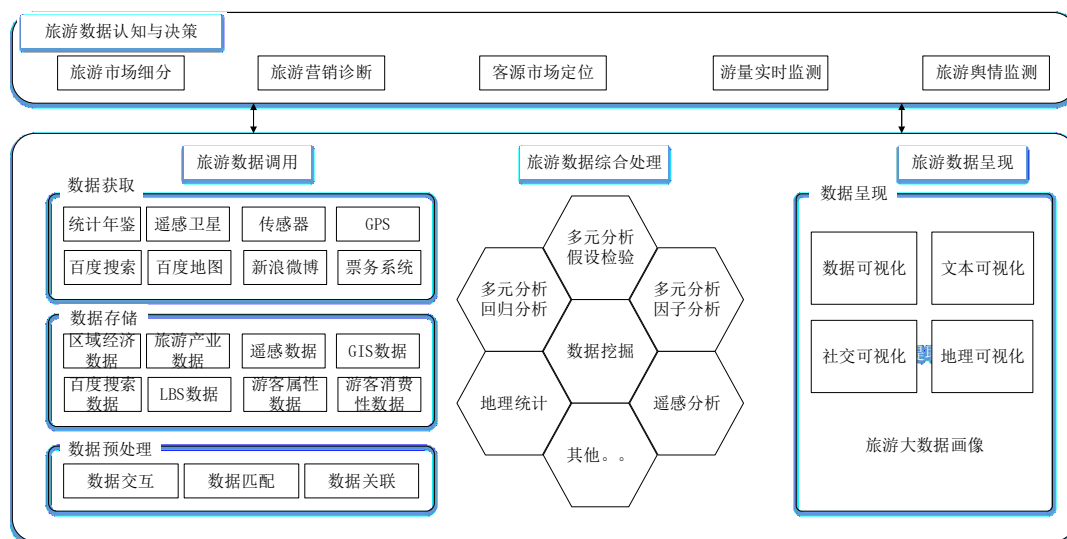 旅游数据认知与决策
旅游市场细分
旅游营销诊断
客源市场定位
游量实时监测
旅游舆情监测
旅游数据调用
旅游数据综合处理
旅游数据呈现
数据获取
统计年鉴
遥感卫星
传感器
GPS
百度搜索
百度地图
新浪微博
票务系统
数据存储
区域经济
数据
旅游产业
数据
遥感数据
GIS数据
百度搜索
数据
LBS数据
游客属性
数据
游客消费
性数据
数据预处理
数据交互
数据匹配
数据关联
多元分析
假设检验
多元分析
回归分析
多元分析
因子分析
数据挖掘
地理统计
遥感分析
其他。。
数据呈现
数据可视化
文本可视化
社交可视化
地理可视化
旅游大数据画像